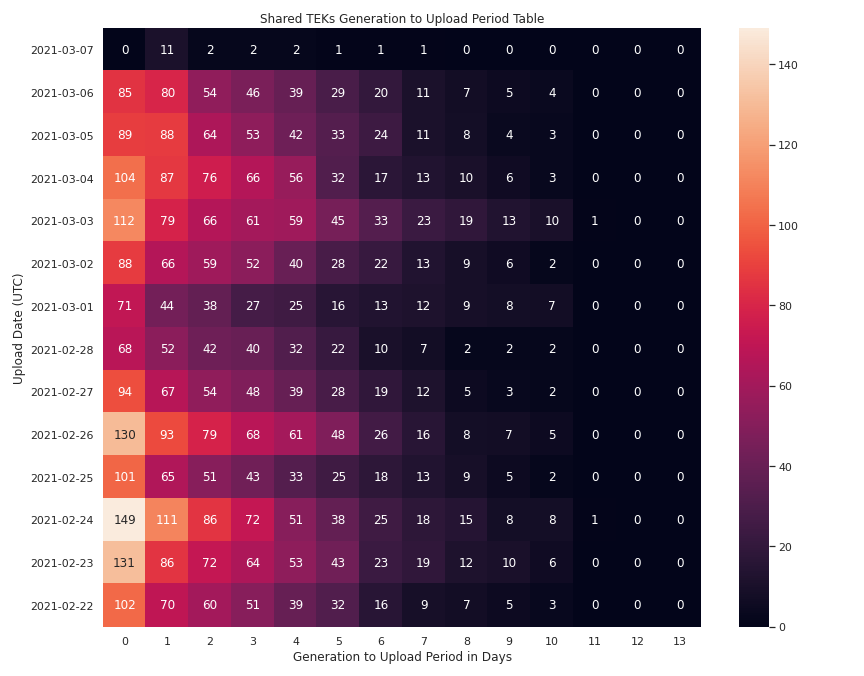 Shared TEKs Generation to Upload Period Table
2021-03-07 0 11 2 2 2 1 1 1 0 0 0 0 0 0
140
2021-03-06 85 80 54 46 39 29 20 11 7 5 4 0 0 0
2021-03-05 89 88 64 53 42 33 24 11 8 4 3 0 0 0
120
2021-03-04 104 87 76 66 56 32 17 13 10 6 3 0 0 0
2021-03-03 112 79 66 61 59 45 33 23 19 13 10 1 0 0
100
2021-03-02 88 66 59 52 40 28 22 13 9 6 2 0 0 0
2021-03-01 71 44 38 27 25 16 13 12 9 8 7 0 0 0
80
Upload Date (UTC)
2021-02-28 68 52 42 40 32 22 10 7 2 2 2 0 0 0
2021-02-27 94 67 54 48 39 28 19 12 5 3 2 0 0 0
60
2021-02-26 130 93 79 68 61 48 26 16 8 7 5 0 0 0
2021-02-25 101 65 51 43 33 25 18 13 9 5 2 0 0 0
40
2021-02-24 149 111 86 72 51 38 25 18 15 8 8 1 0 0
2021-02-23 131 86 72 64 53 43 23 19 12 10 6 0 0 0
20
2021-02-22 102 70 60 51 39 32 16 9 7 5 3 0 0 0
0
0 1 2 3 4 5 6 7 8 9 10 11 12 13
Generation to Upload Period in Days